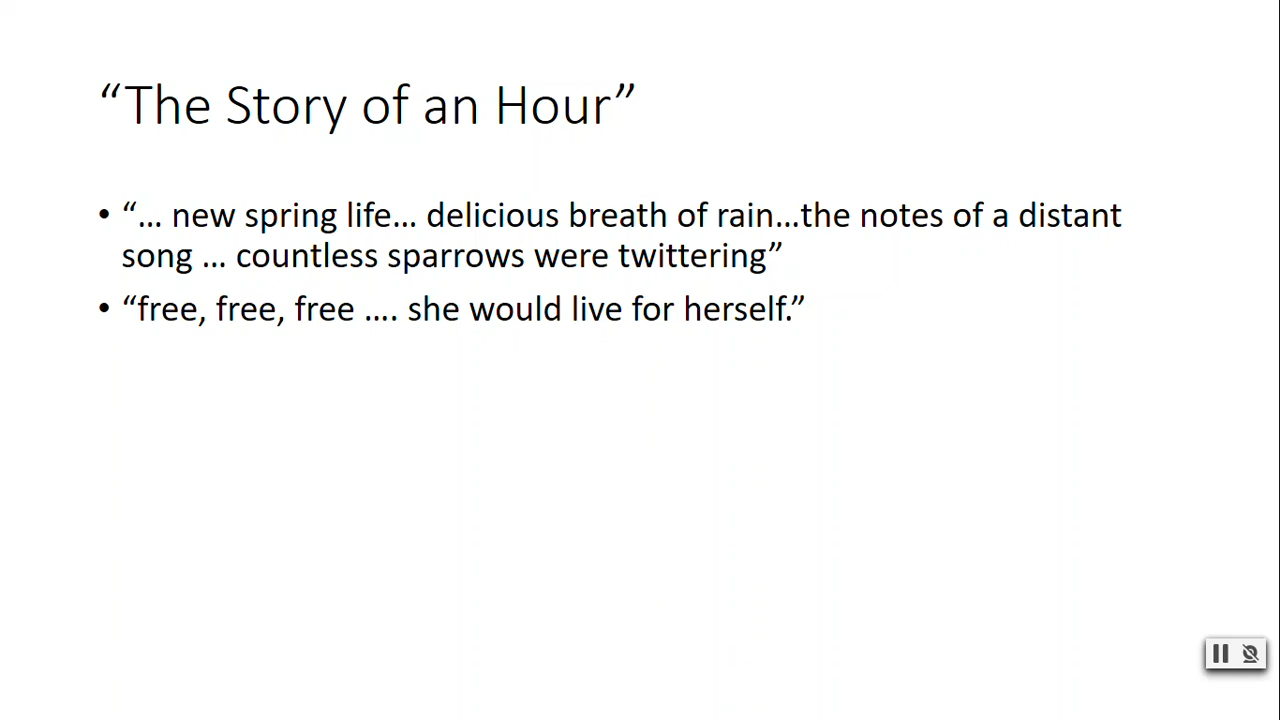 “The Story of an Hour”
• “… new spring life… delicious breath of rain…the notes of a distant
song … countless sparrows were twittering”
• “free, free, free …. she would live for herself.”